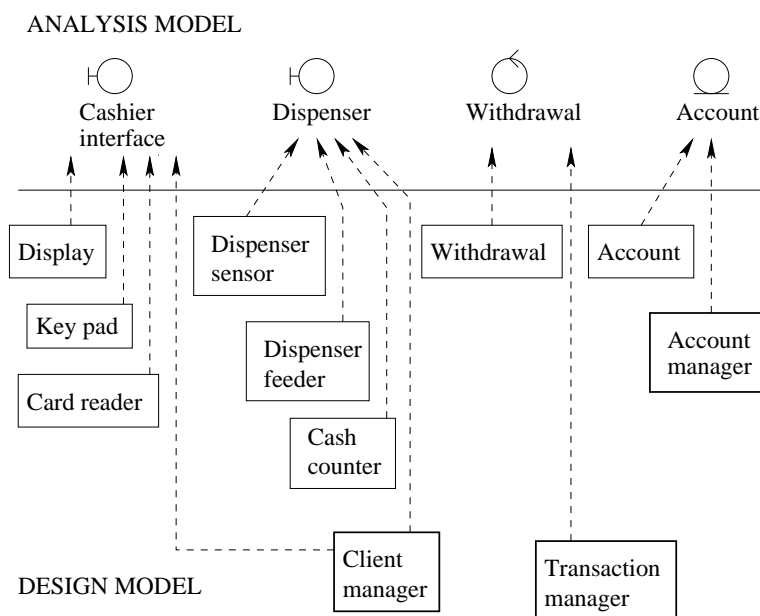 ANALYSIS MODEL
Cashier
interface
Dispenser
Withdrawal
Account
Display
Dispenser
sensor
Withdrawal
Account
Key pad
Dispenser
feeder
Account
manager
Card reader
Cash
counter
Client
manager
Transaction
manager
DESIGN MODEL